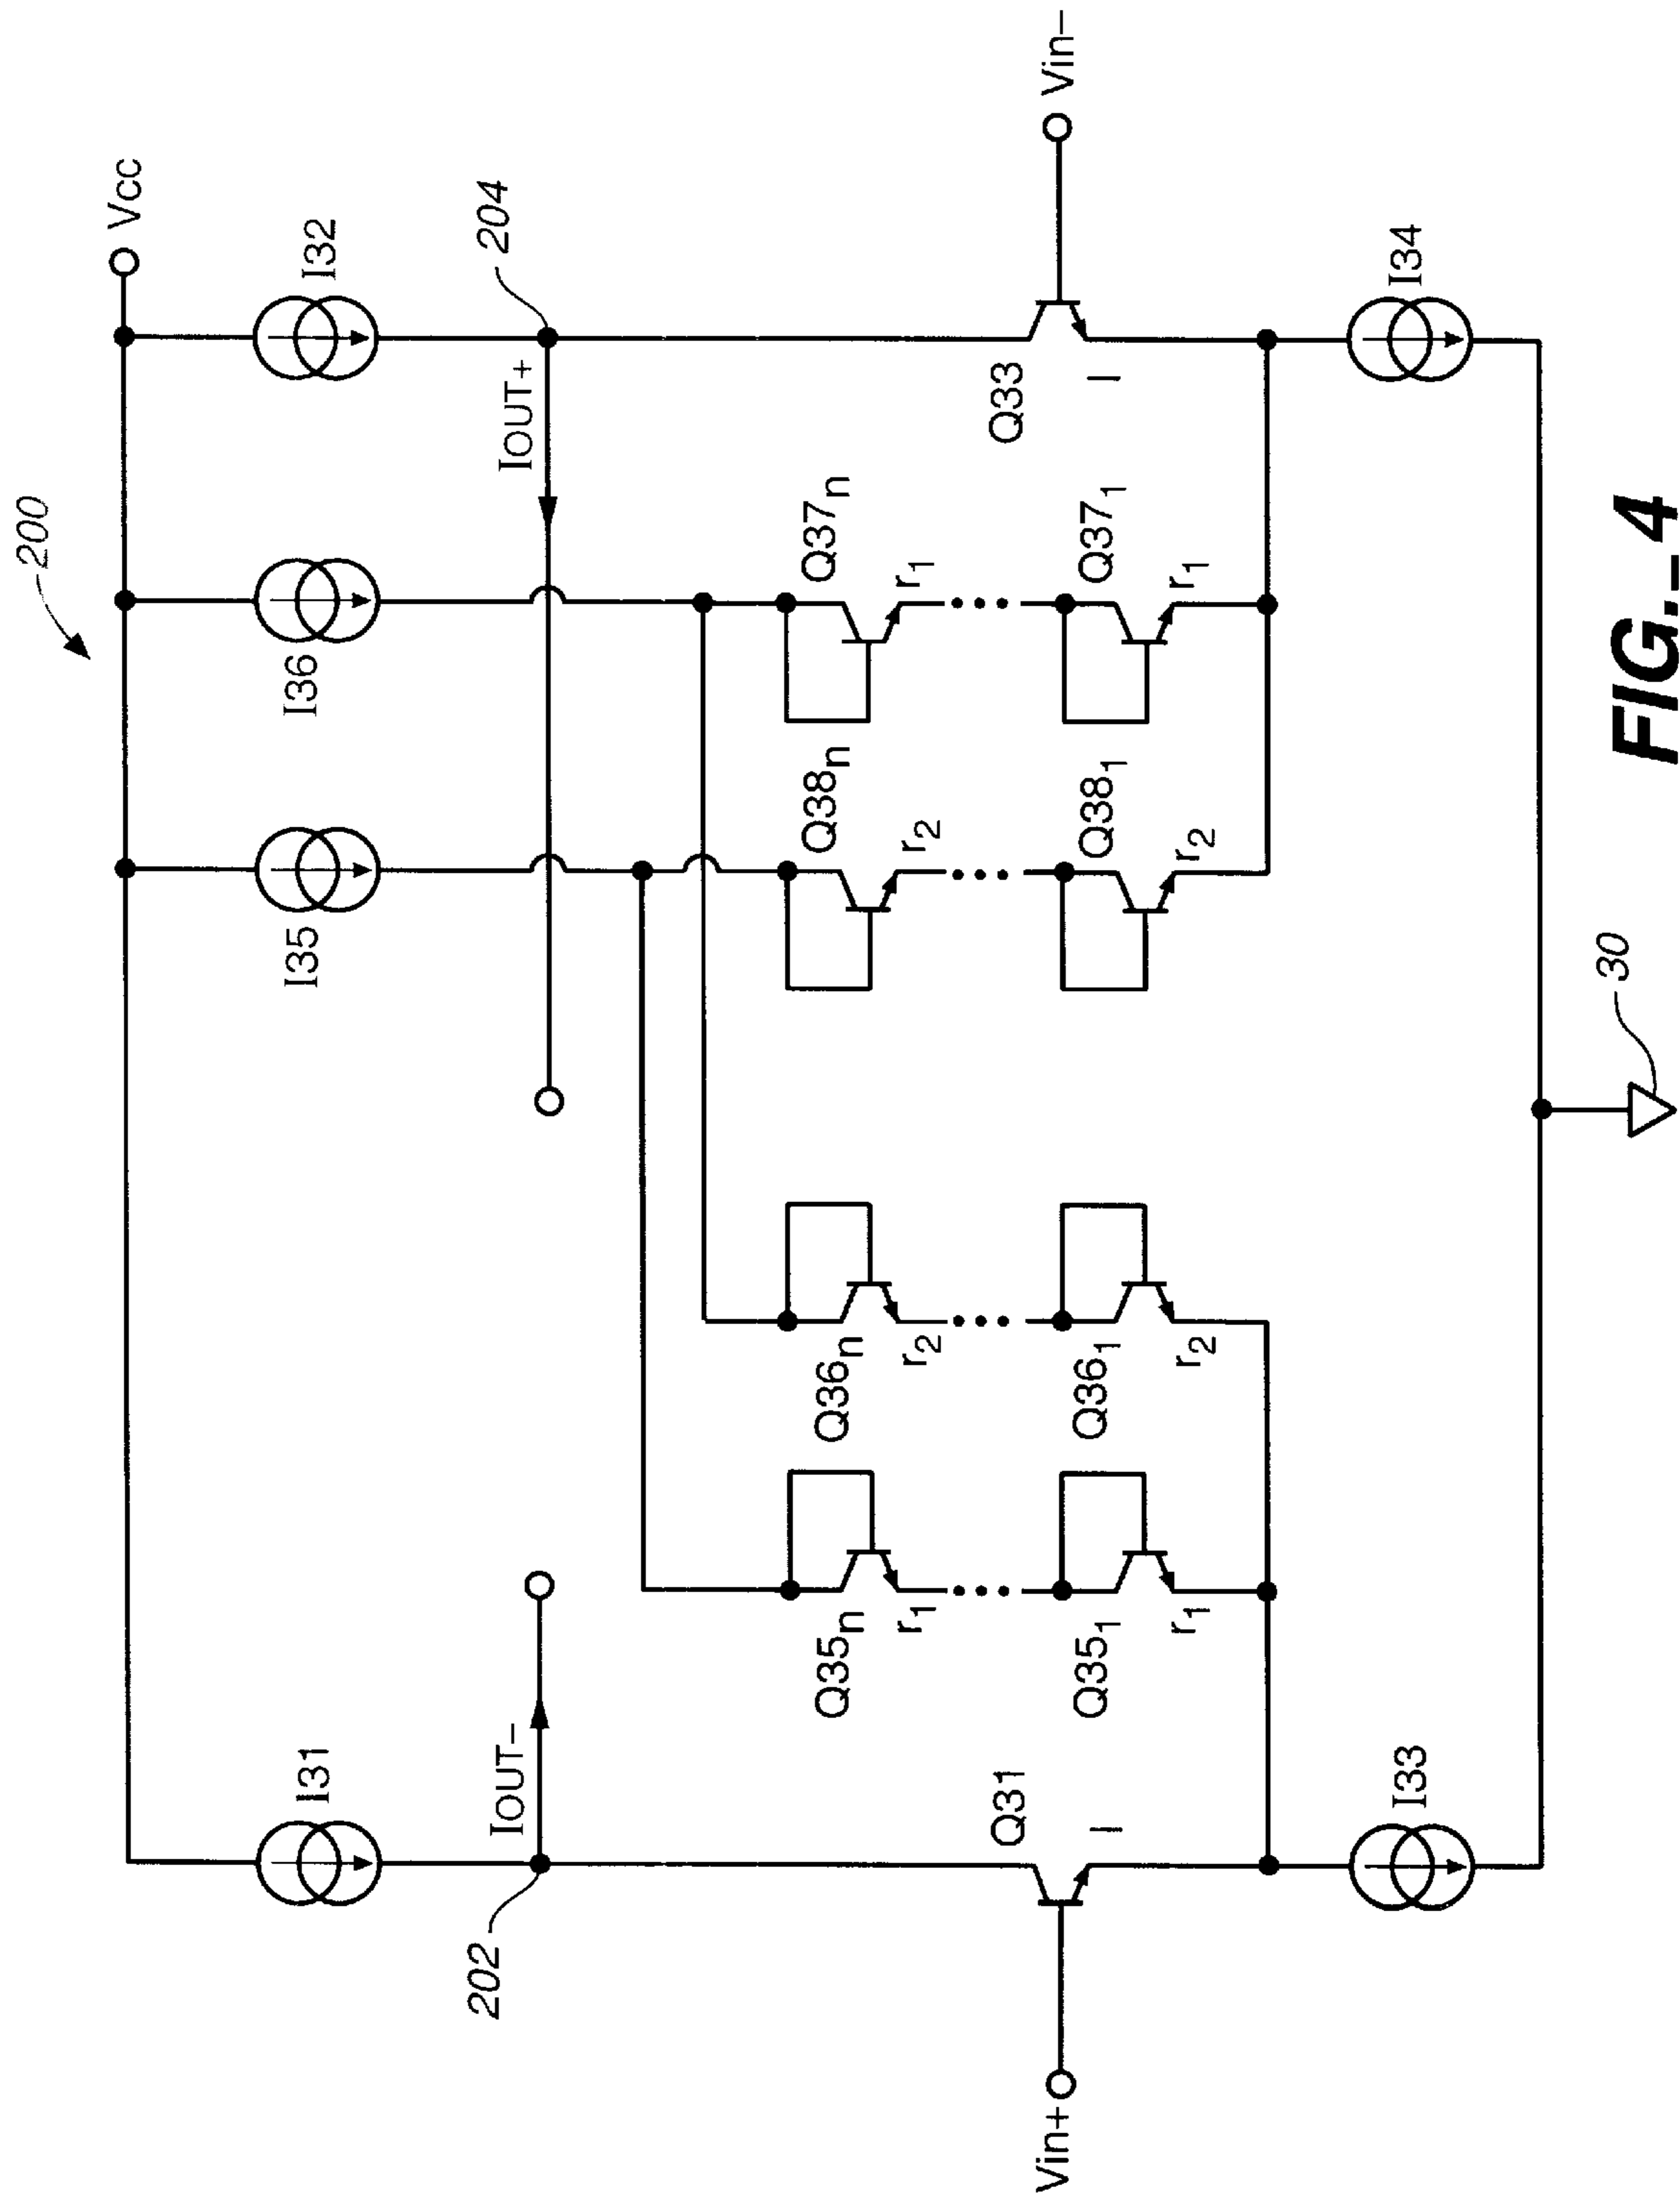 200
Vcc
I31
I35
I36
I32
202
IOUT–
IOUT+
204
Q35n
r1
Q36n
r2
Q38n
r2
Q37n
r1
Vin+
Q31
I
Q351
r1
Q361
r2
Q381
r2
Q371
r1
Q33
I
Vin–
I33
I34
30
FIG._4